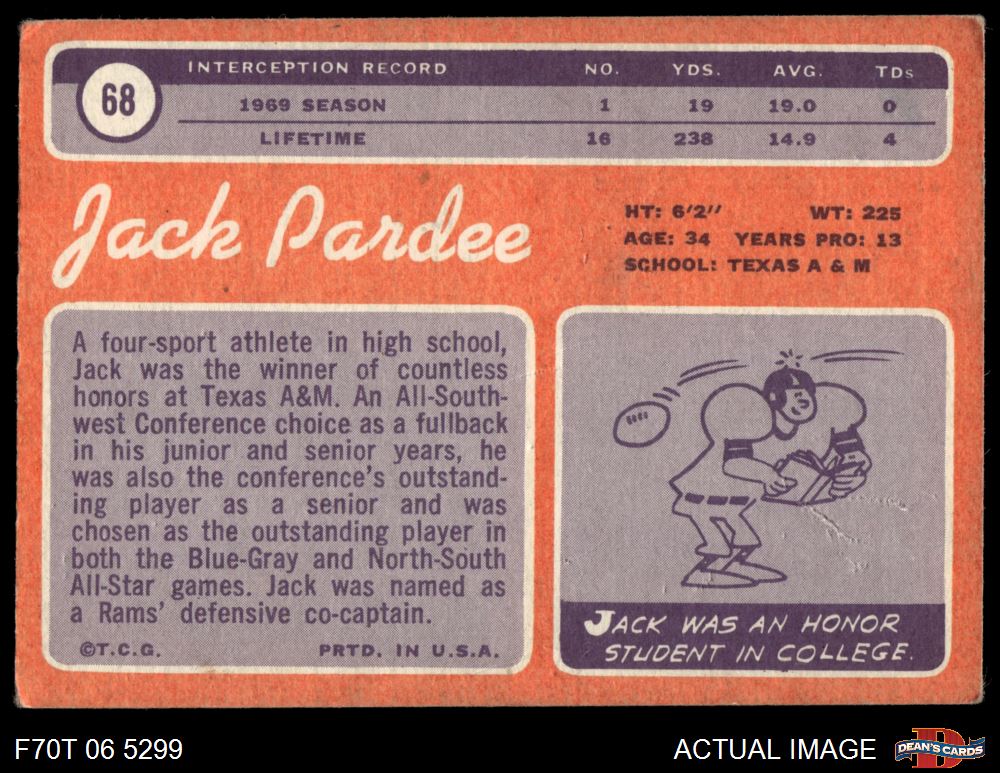 68
INTERCEPTION RECORD NO. YDS. AVG. TDs
1969 SEASON 1 19 19.0 0
LIFETIME 16 238 14.9 4
Jack Pardee
HT: 6'2'' WT: 225
AGE: 34 YEARS PRO: 13
SCHOOL: TEXAS A & M
A four-sport athlete in high school,
Jack was the winner of countless
honors at Texas A&M. An All-South-
west Conference choice as a fullback
in his junior and senior years, he
was also the conference's outstand-
ing player as a senior and was
chosen as the outstanding player in
both the Blue-Gray and North-South
All-Star games. Jack was named as
a Rams' defensive co-captain.
©T.C.G. PRTD. IN U.S.A.
JACK WAS AN HONOR
STUDENT IN COLLEGE.
F70T 06 5299
ACTUAL IMAGE
D
DEAN'S CARDS